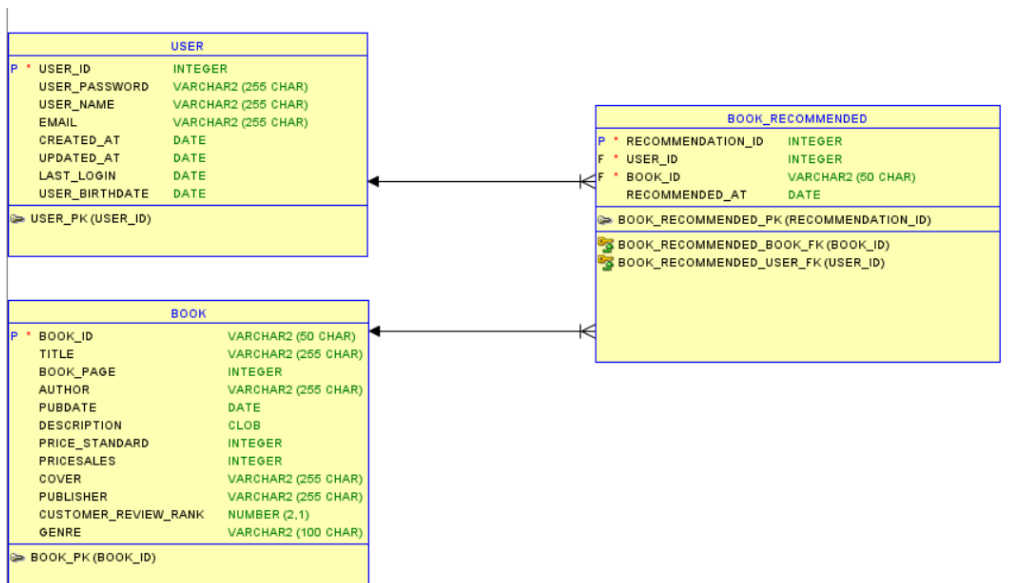 USER
P * USER_ID INTEGER
USER_PASSWORD VARCHAR2 (255 CHAR)
USER_NAME VARCHAR2 (255 CHAR)
EMAIL VARCHAR2 (255 CHAR)
CREATED_AT DATE
UPDATED_AT DATE
LAST_LOGIN DATE
USER_BIRTHDATE DATE
USER_PK (USER_ID)
BOOK
P * BOOK_ID VARCHAR2 (50 CHAR)
TITLE VARCHAR2 (255 CHAR)
BOOK_PAGE INTEGER
AUTHOR VARCHAR2 (255 CHAR)
PUBDATE DATE
DESCRIPTION CLOB
PRICE_STANDARD INTEGER
PRICESALES INTEGER
COVER VARCHAR2 (255 CHAR)
PUBLISHER VARCHAR2 (255 CHAR)
CUSTOMER_REVIEW_RANK NUMBER (2,1)
GENRE VARCHAR2 (100 CHAR)
BOOK_PK (BOOK_ID)
BOOK_RECOMMENDED
P * RECOMMENDATION_ID INTEGER
F * USER_ID INTEGER
F * BOOK_ID VARCHAR2 (50 CHAR)
RECOMMENDED_AT DATE
BOOK_RECOMMENDED_PK (RECOMMENDATION_ID)
BOOK_RECOMMENDED_BOOK_FK (BOOK_ID)
BOOK_RECOMMENDED_USER_FK (USER_ID)